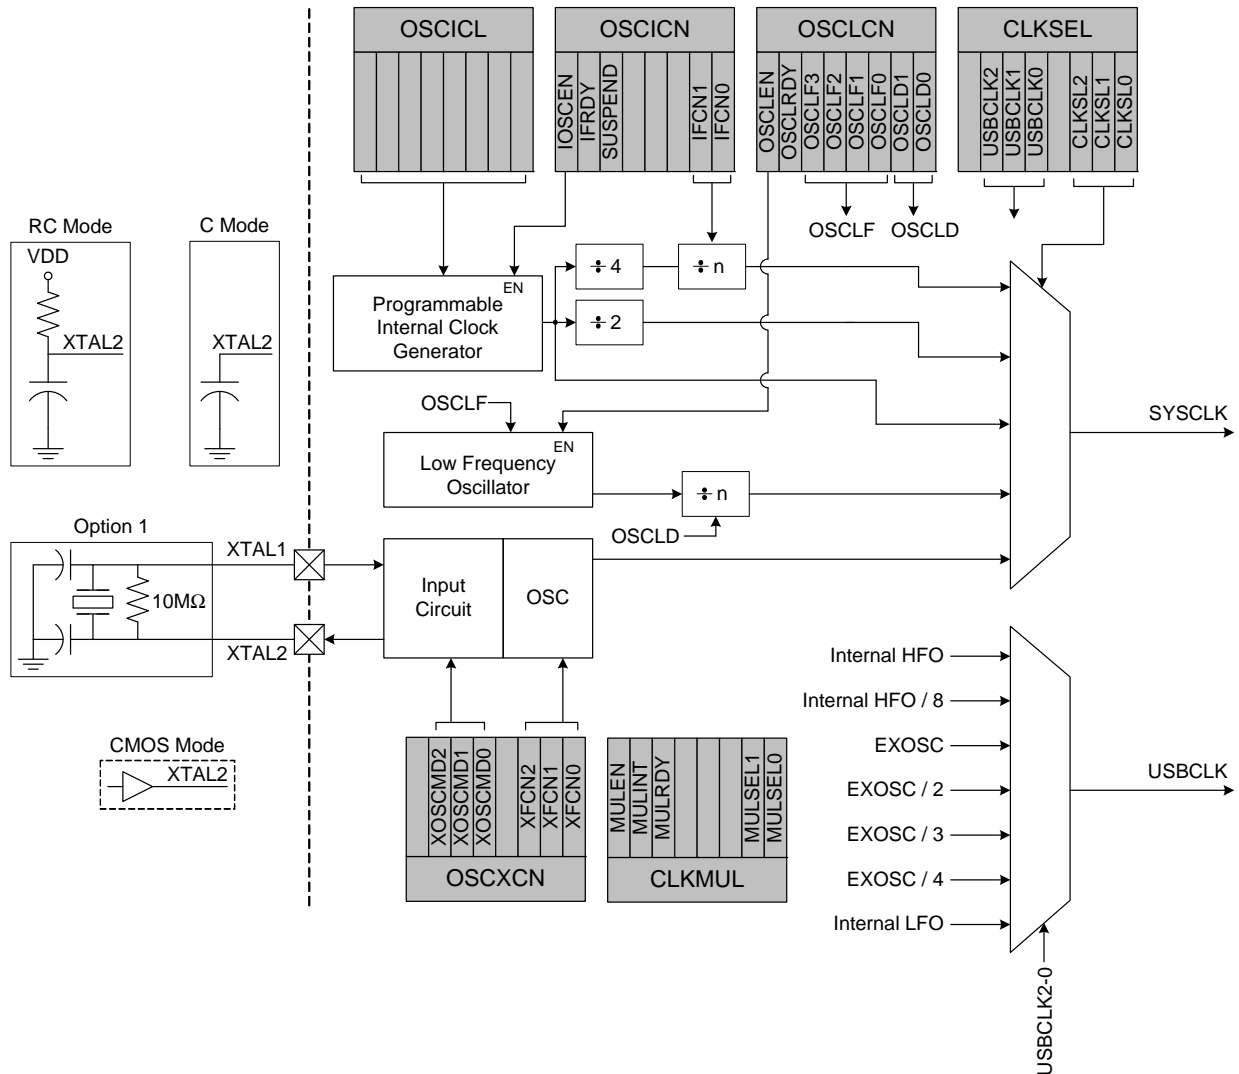 OSCICL
OSCICN
OSCLCN
CLKSEL
IOSCEN
IFRDY
SUSPEND
IFCN1
IFCN0
OSCLEN
OSCLRDY
OSCLF3
OSCLF2
OSCLF1
OSCLF0
OSCLD1
OSCLD0
USBCLK2
USBCLK1
USBCLK0
CLKSL2
CLKSL1
CLKSL0
OSCLF
OSCLD
RC Mode
VDD
XTAL2
C Mode
XTAL2
EN
Programmable
Internal Clock
Generator
÷ 4
÷ n
÷ 2
OSCLF
EN
Low Frequency
Oscillator
÷ n
OSCLD
SYSCLK
Option 1
10MΩ
XTAL1
XTAL2
Input
Circuit
OSC
CMOS Mode
XTAL2
XOSCMD2
XOSCMD1
XOSCMD0
XFCN2
XFCN1
XFCN0
OSCXCN
MULEN
MULINT
MULRDY
MULSEL1
MULSEL0
CLKMUL
Internal HFO
Internal HFO / 8
EXOSC
EXOSC / 2
EXOSC / 3
EXOSC / 4
Internal LFO
USBCLK
USBCLK2-0